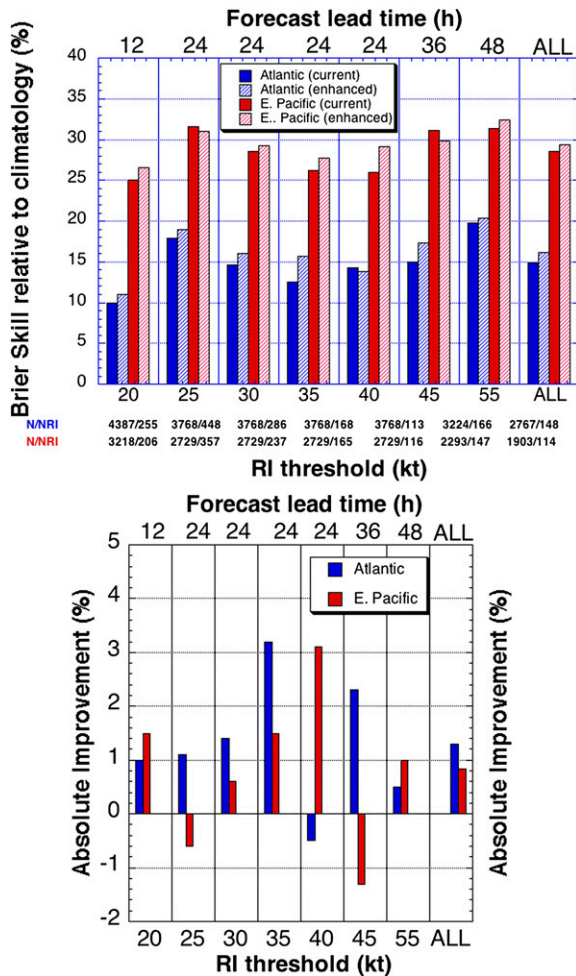 Forecast lead time (h)
12 24 24 24 24 36 48 ALL
Brier Skill relative to climatology (%)
40
35
30
25
20
15
10
5
0
Atlantic (current)
Atlantic (enhanced)
E. Pacific (current)
E.. Pacific (enhanced)
20 25 30 35 40 45 55 ALL
N/NRI 4387/255 3768/448 3768/286 3768/168 3768/113 3224/166 2767/148
N/NRI 3218/206 2729/357 2729/237 2729/165 2729/116 2293/147 1903/114
RI threshold (kt)
Forecast lead time (h)
12 24 24 24 24 36 48 ALL
Absolute Improvement (%)
5
4
3
2
1
0
-1
-2
Atlantic
E. Pacific
Absolute Improvement (%)
20 25 30 35 40 45 55 ALL
RI threshold (kt)